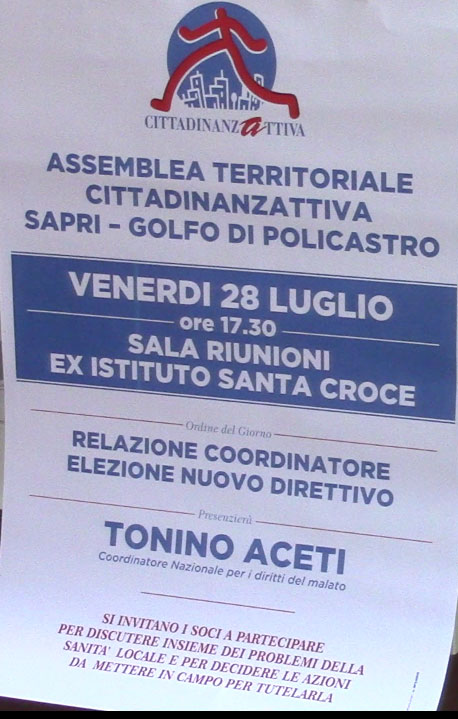 CITTADINANZATTIVA
ASSEMBLEA TERRITORIALE
CITTADINANZATTIVA
SAPRI – GOLFO DI POLICASTRO
VENERDI 28 LUGLIO
ore 17.30
SALA RIUNIONI
EX ISTITUTO SANTA CROCE
Ordine del Giorno
RELAZIONE COORDINATORE
ELEZIONE NUOVO DIRETTIVO
Presenzierà
TONINO ACETI
Coordinatore Nazionale per i diritti del malato
SI INVITANO I SOCI A PARTECIPARE
PER DISCUTERE INSIEME DEI PROBLEMI DELLA
SANITA' LOCALE E PER DECIDERE LE AZIONI
DA METTERE IN CAMPO PER TUTELARLA